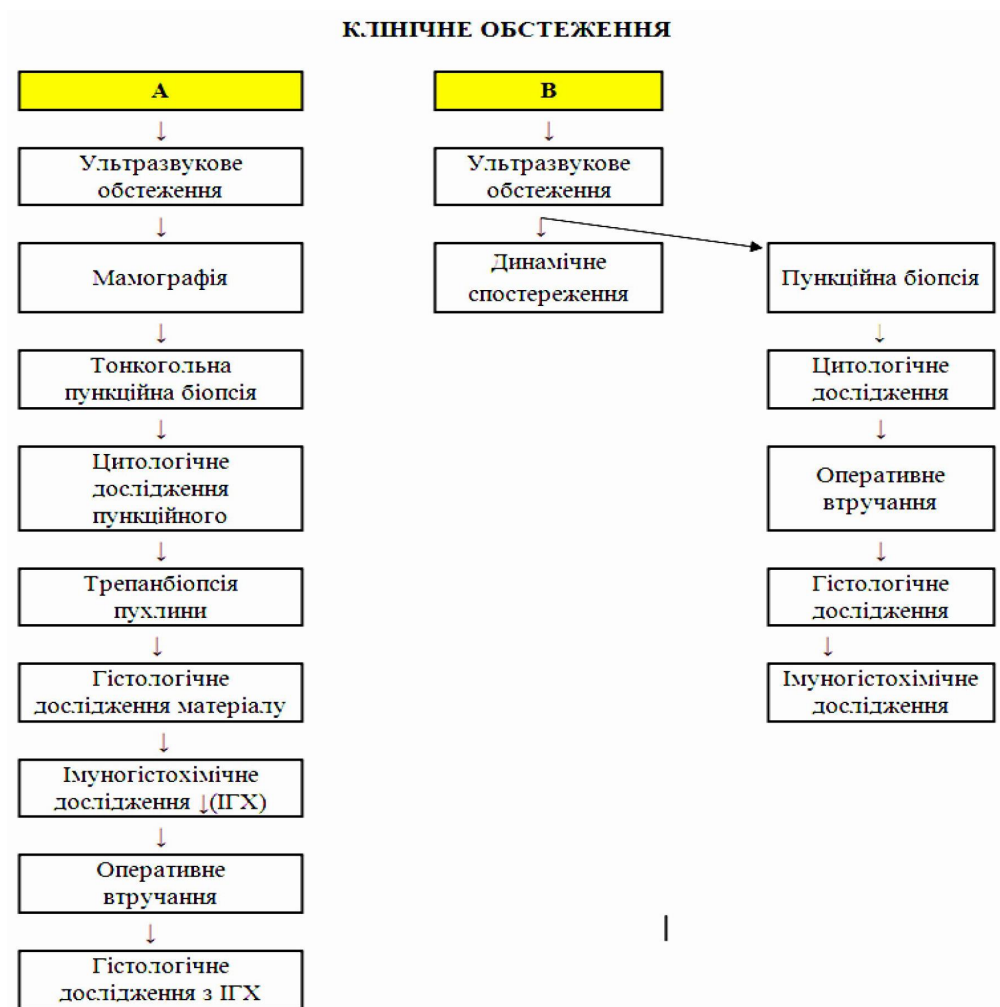 КЛІНІЧНЕ ОБСТЕЖЕННЯ
А
↓
Ультразвукове
обстеження
↓
Мамографія
↓
Тонкогольна
пункційна біопсія
↓
Цитологічне
дослідження
пункційного
↓
Трепанбіопсія
пухлини
↓
Гістологічне
дослідження матеріалу
↓
Імуногістохімічне
дослідження ↓(ІГХ)
↓
Оперативне
втручання
↓
Гістологічне
дослідження з ІГХ
В
↓
Ультразвукове
обстеження
↓
Динамічне
спостереження
Пункційна біопсія
↓
Цитологічне
дослідження
↓
Оперативне
втручання
↓
Гістологічне
дослідження
↓
Імуногістохімічне
дослідження